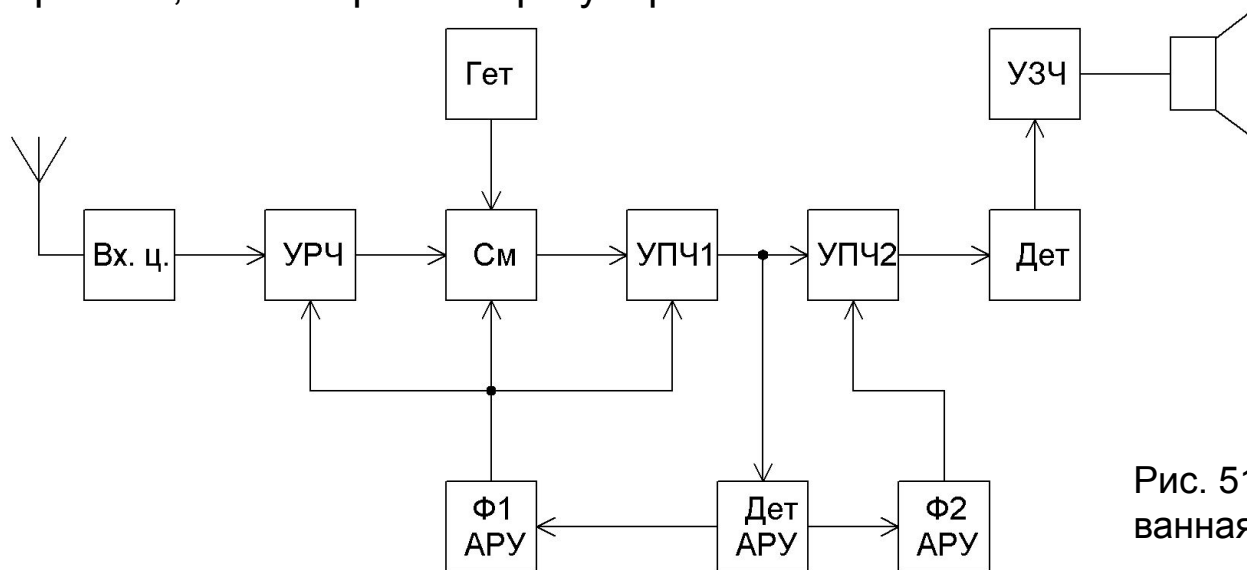 Гет
УЗЧ
Вх. ц.
УРЧ
См
УПЧ1
УПЧ2
Дет
Ф1
АРУ
Дет
АРУ
Ф2
АРУ
Рис. 51
ванная